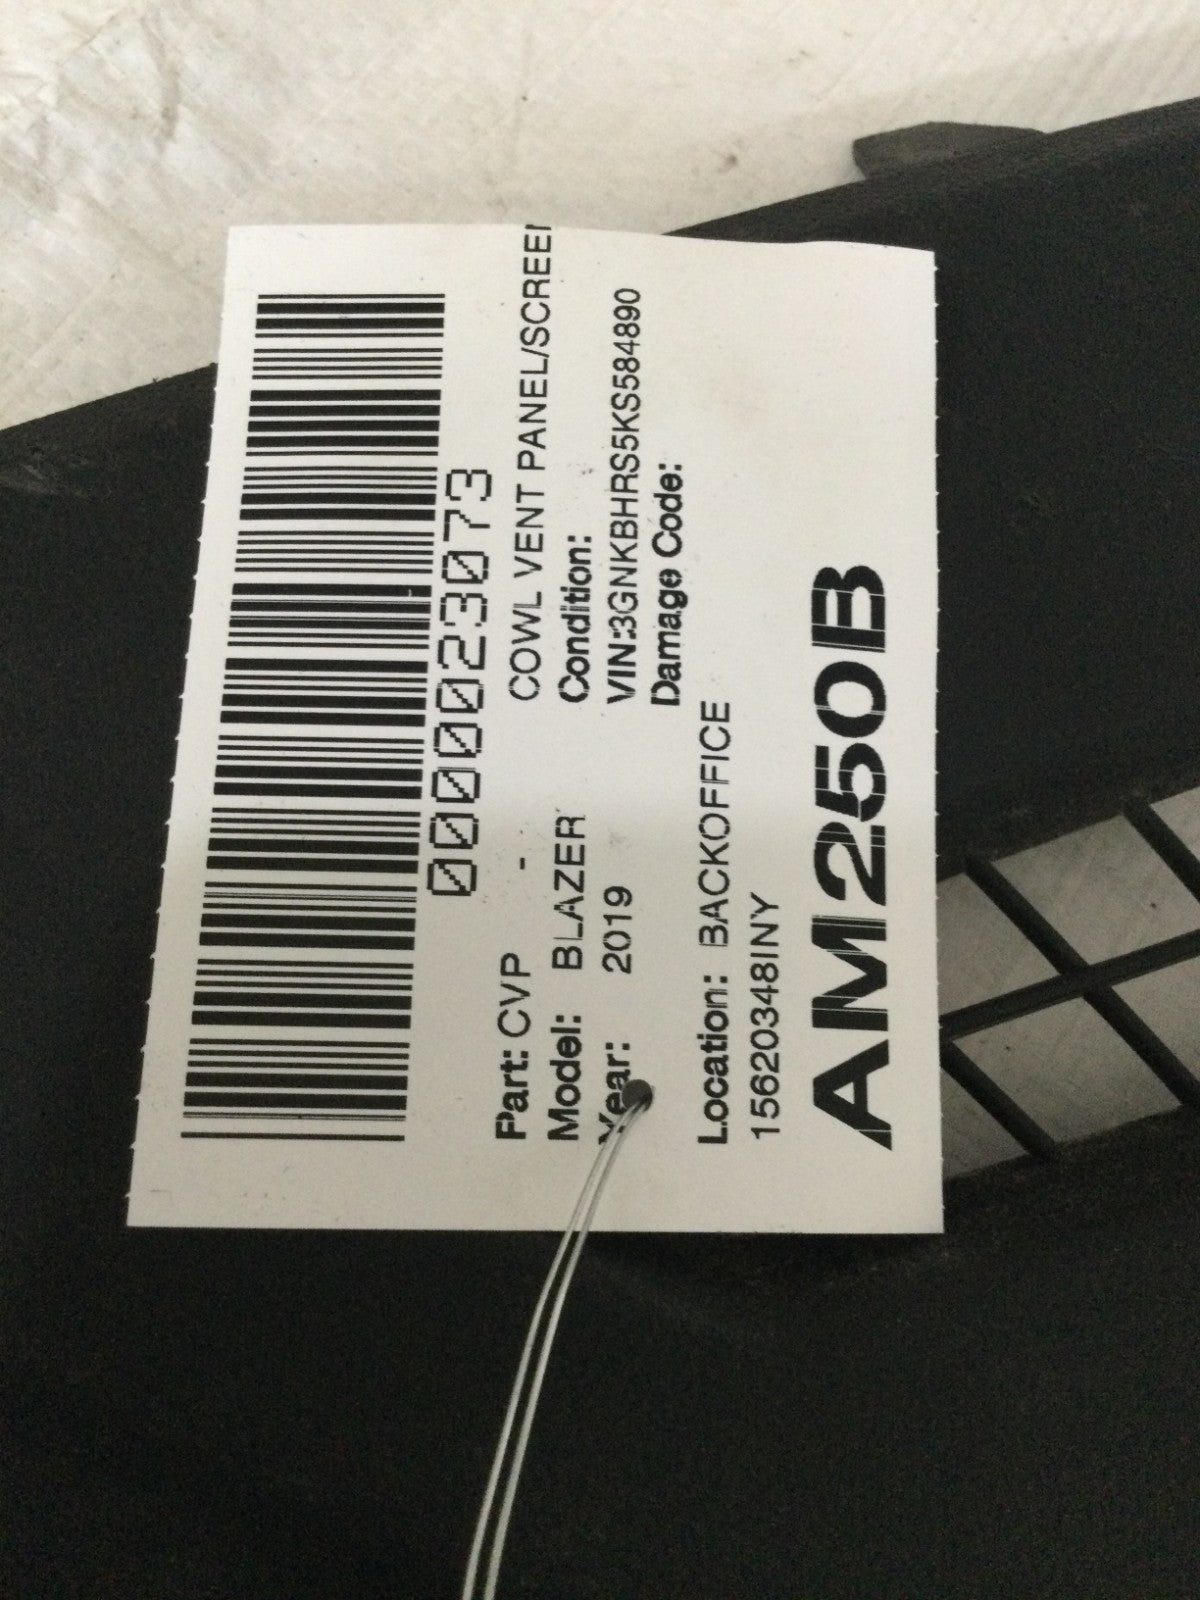 0000023073
Part: CVP - COWL VENT PANEL/SCREE
Model: BLAZER Condition:
Year: 2019 VIN:3GNKBHRS5KS584890
Damage Code:
Location: BACKOFFICE
15620348INY
AM250B